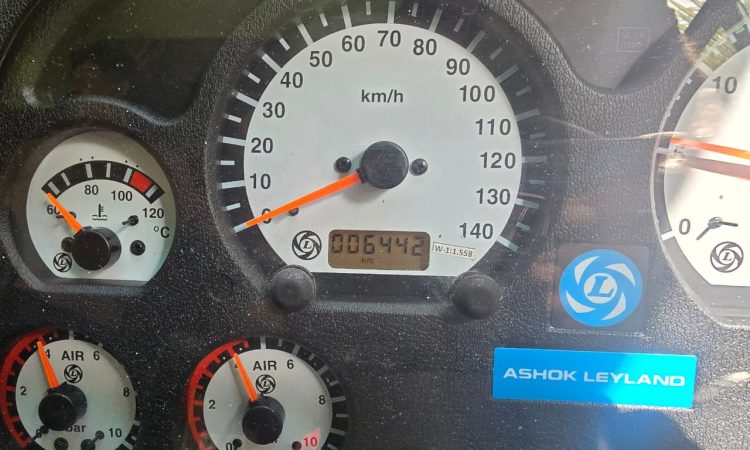 0 10 20 30 40 50 60 70 80 90 100 110 120 130 140
km/h
006442
km
W-1:1.558
60 80 100 120
°C
L
L
AIR
2 4 6 10
bar
L
AIR
2 4 6 8
0 10
L
10
5
0
L
L
ASHOK LEYLAND